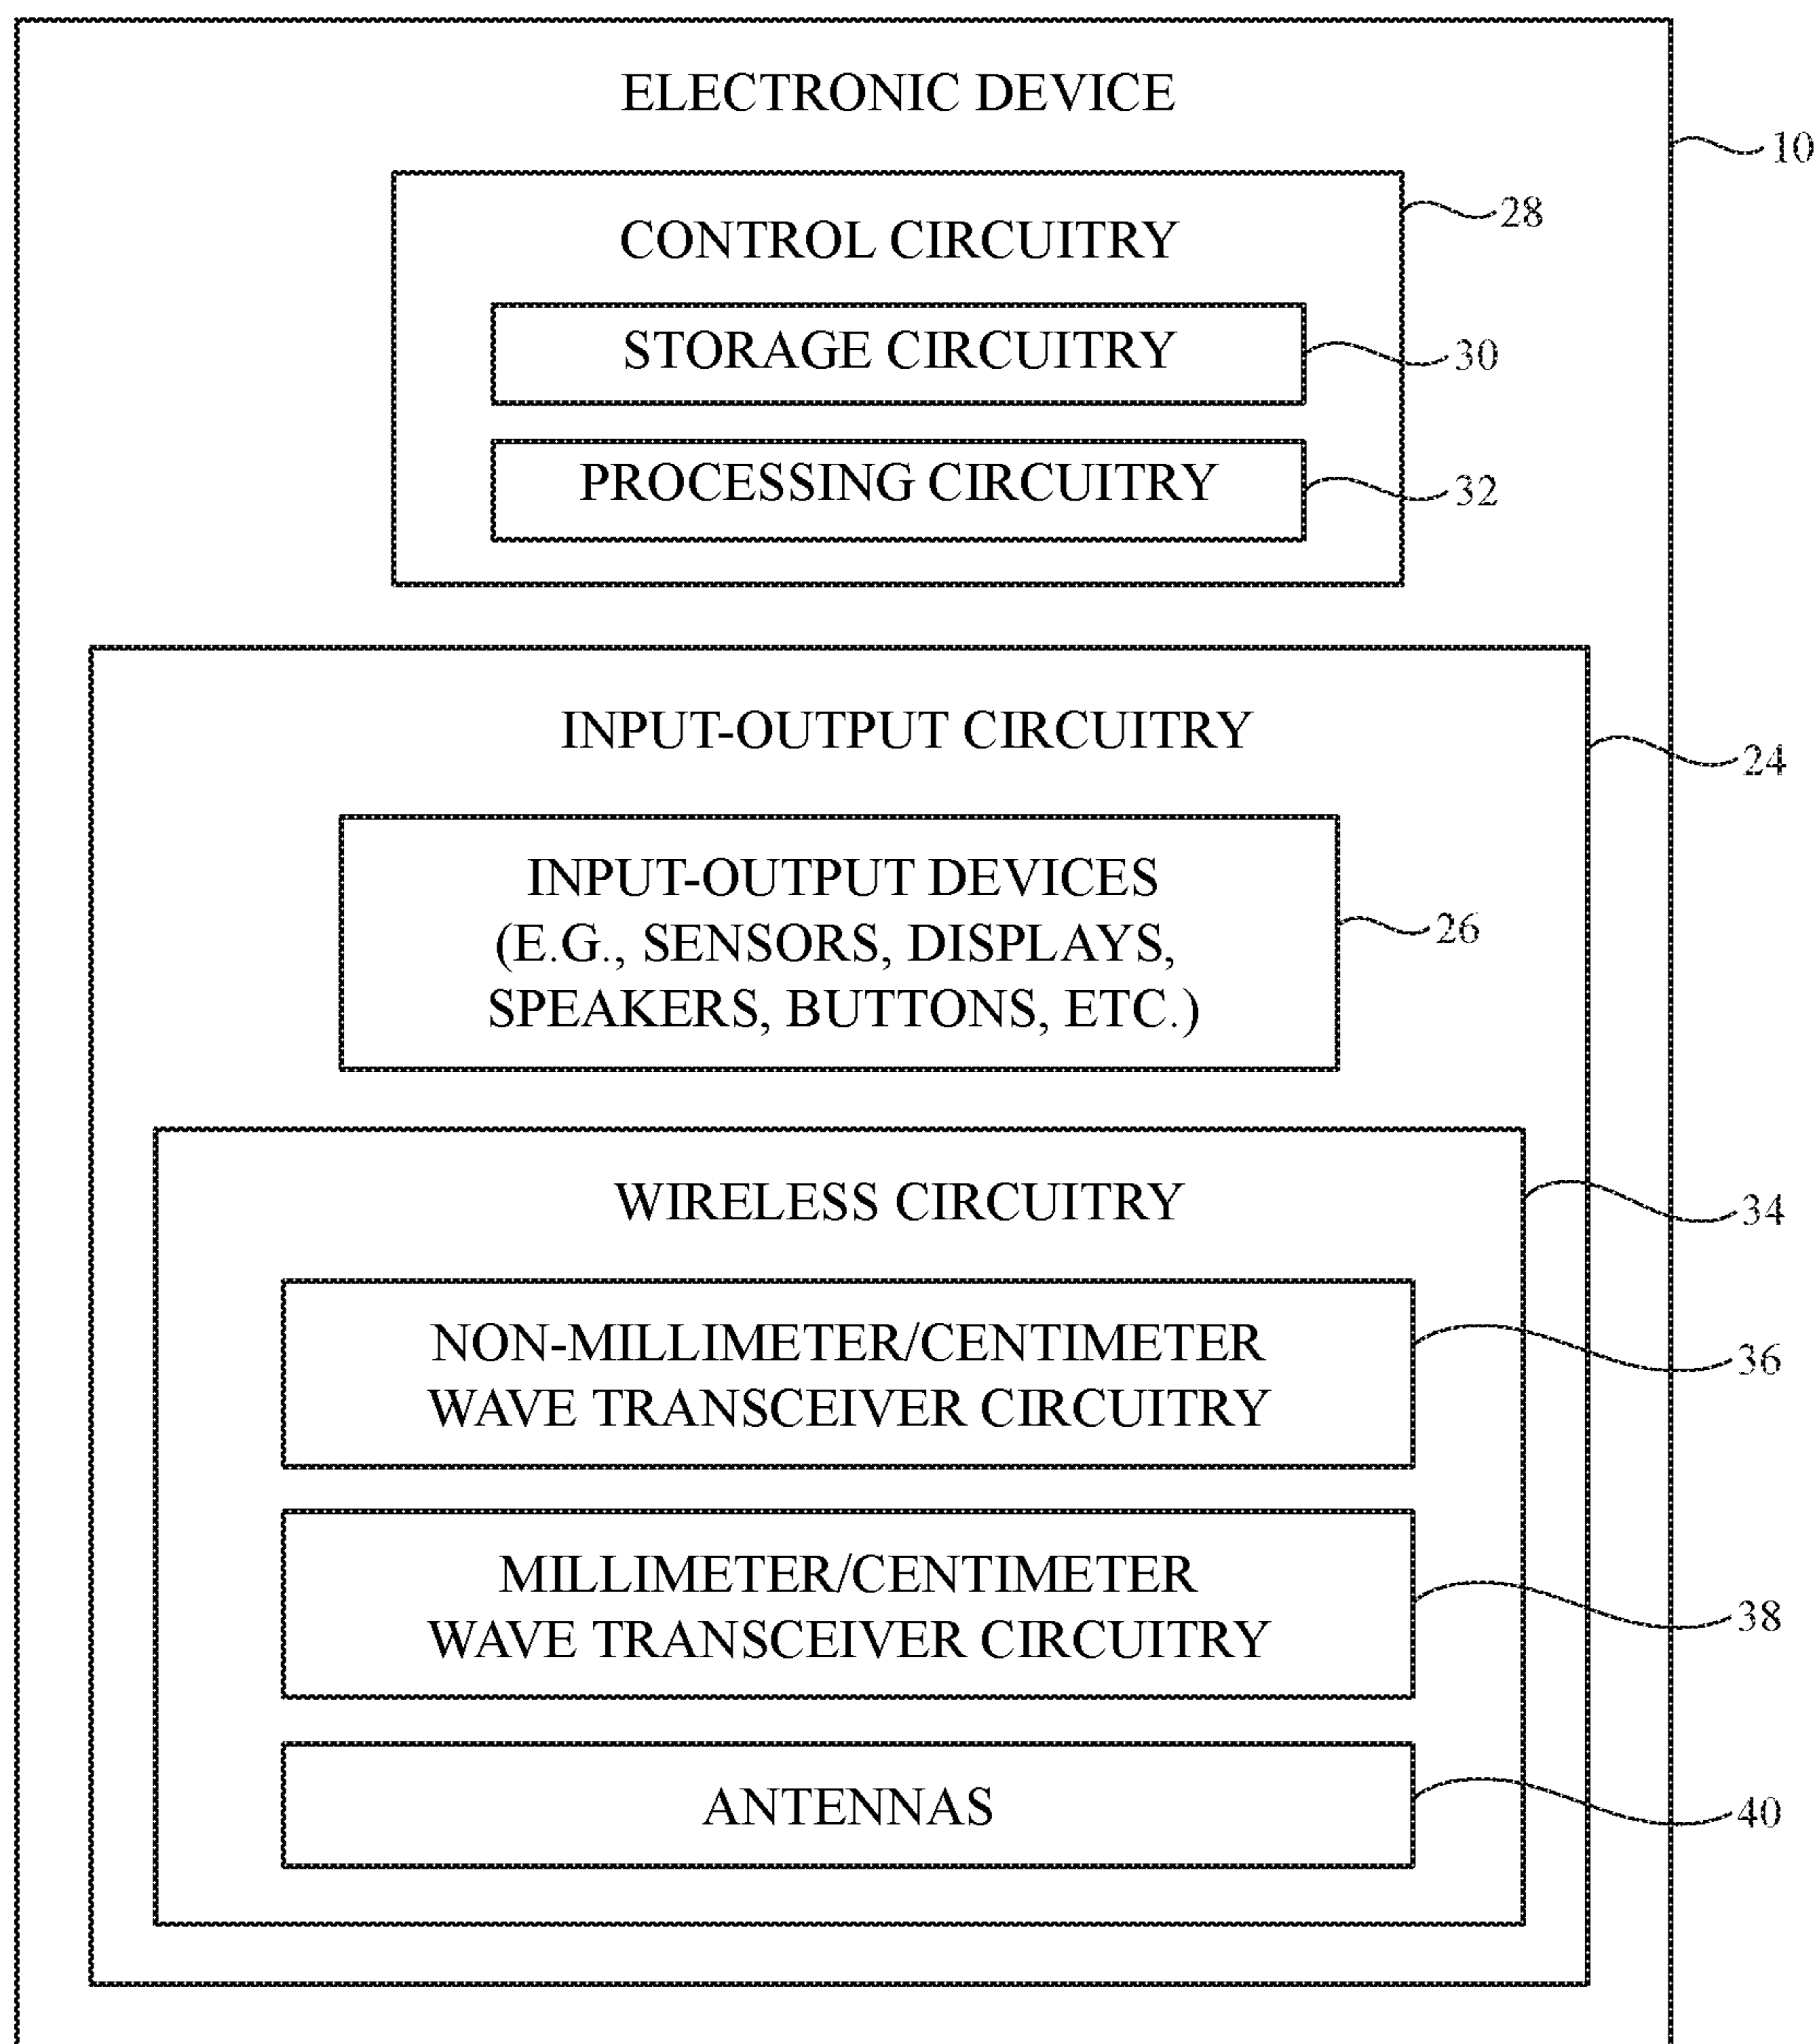 ELECTRONIC DEVICE
10
CONTROL CIRCUITRY
28
STORAGE CIRCUITRY
30
PROCESSING CIRCUITRY
32
INPUT-OUTPUT CIRCUITRY
24
INPUT-OUTPUT DEVICES
(E.G., SENSORS, DISPLAYS,
SPEAKERS, BUTTONS, ETC.)
26
WIRELESS CIRCUITRY
34
NON-MILLIMETER/CENTIMETER
WAVE TRANSCEIVER CIRCUITRY
36
MILLIMETER/CENTIMETER
WAVE TRANSCEIVER CIRCUITRY
38
ANTENNAS
40